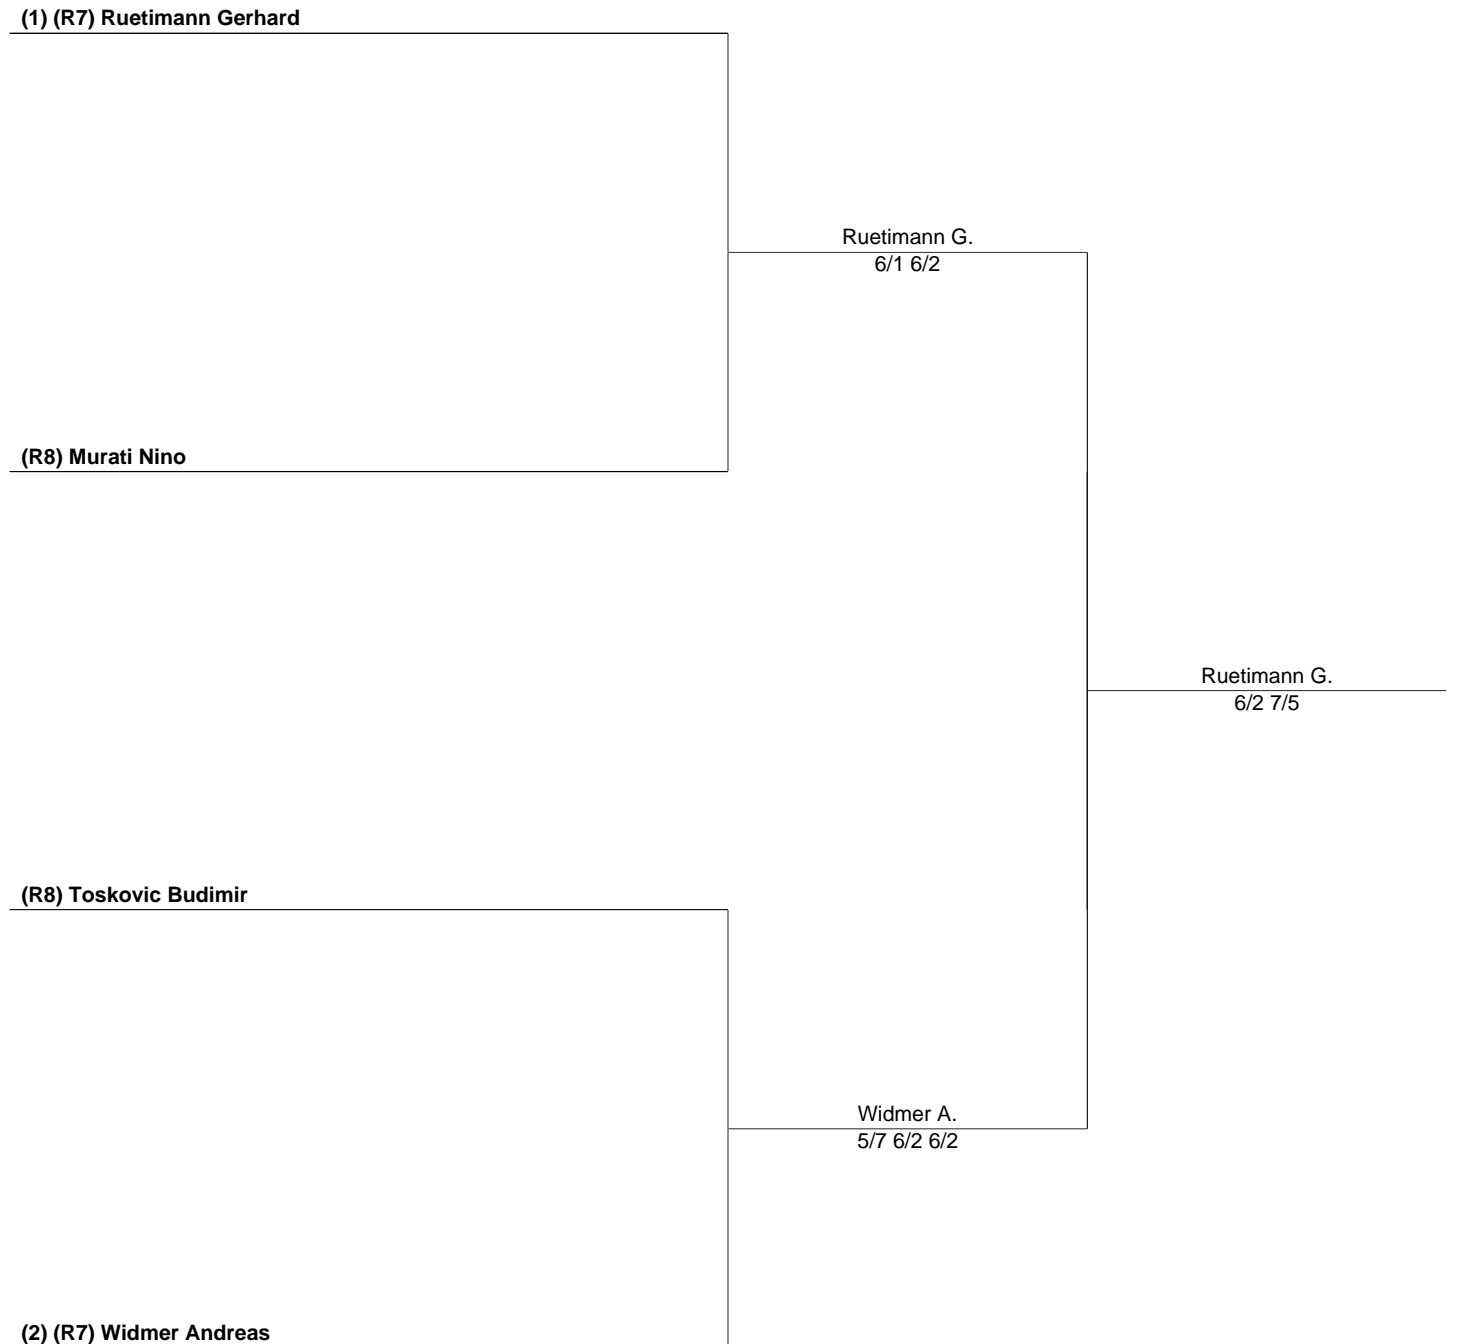 (1) (R7) Ruetimann Gerhard
Ruetimann G.
6/1 6/2
(R8) Murati Nino
Ruetimann G.
6/2 7/5
(R8) Toskovic Budimir
Widmer A.
5/7 6/2 6/2
(2) (R7) Widmer Andreas